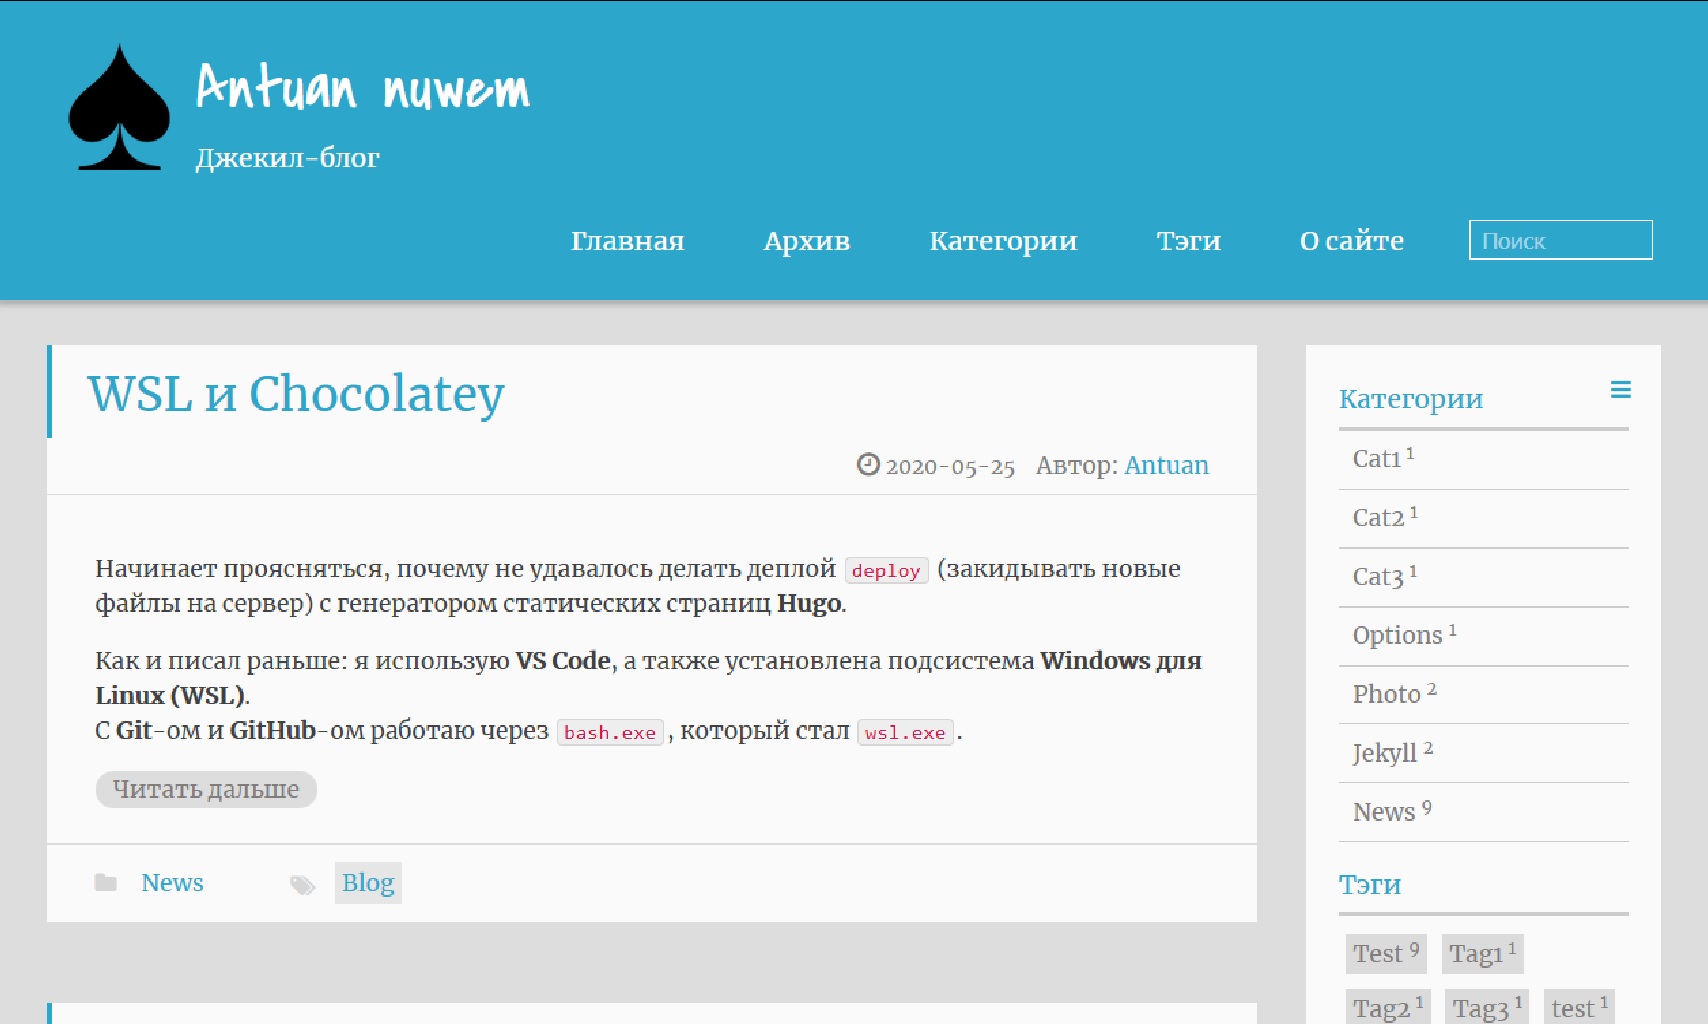 Antuan nuwem
Джекил-блог
Главная Архив Категории Тэги О сайте Поиск
WSL и Chocolatey
2020-05-25 Автор: Antuan
Начинает проясняться, почему не удавалось делать деплой deploy (закидывать новые
файлы на сервер) с генератором статических страниц Hugo.
Как и писал раньше: я использую VS Code, а также установлена подсистема Windows для
Linux (WSL).
С Git-ом и GitHub-ом работаю через bash.exe, который стал wsl.exe.
Читать дальше
News Blog
Категории
Cat1 1
Cat2 1
Cat3 1
Options 1
Photo 2
Jekyll 2
News 9
Тэги
Test 9 Tag1 1
Tag2 1 Tag3 1 test 1